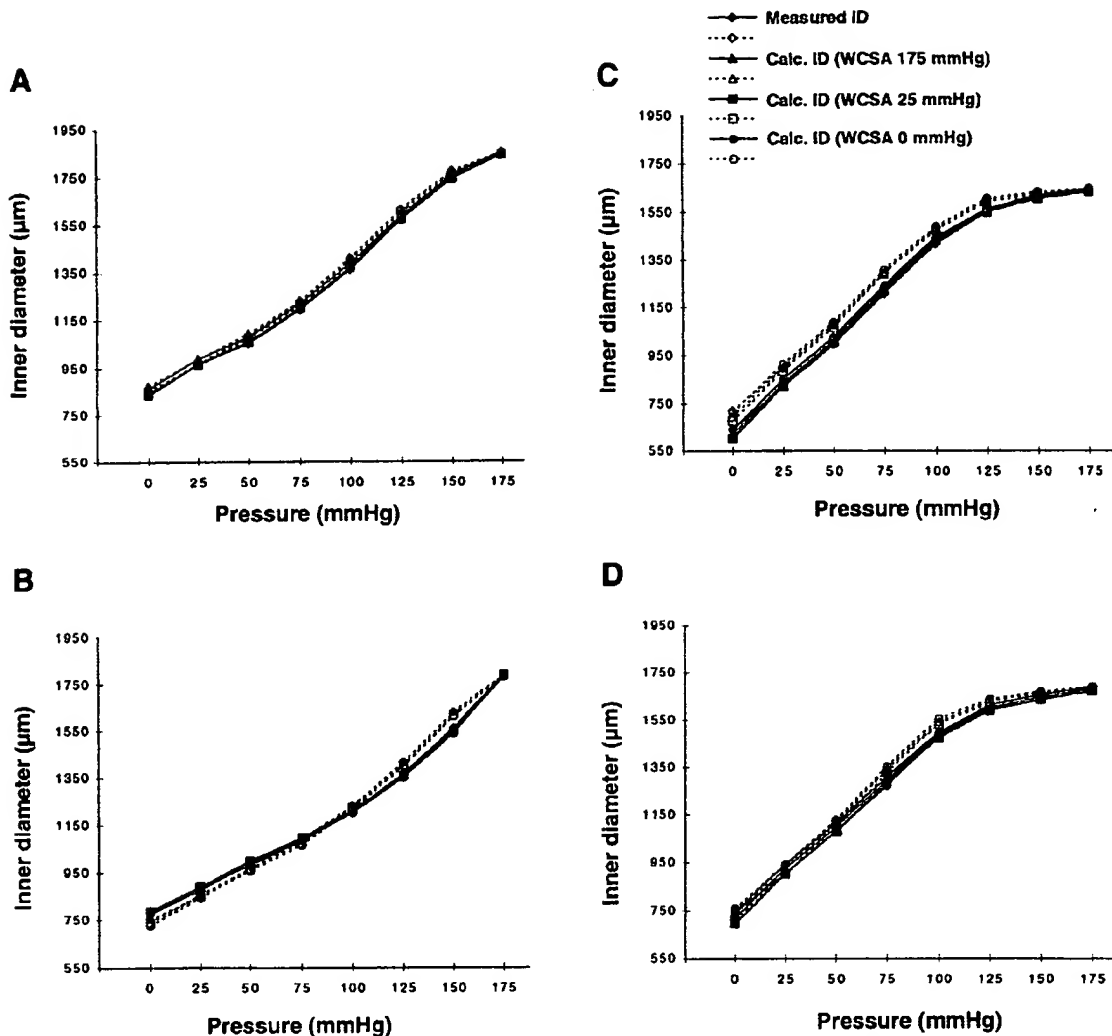 Measured ID
Calc. ID (WCSA 175 mmHg)
Calc. ID (WCSA 25 mmHg)
Calc. ID (WCSA 0 mmHg)
A
1950
1750
1550
1350
1150
950
750
550
Inner diameter (µm)
0 25 50 75 100 125 150 175
Pressure (mmHg)
C
1950
1750
1550
1350
1150
950
750
550
Inner diameter (µm)
0 25 50 75 100 125 150 175
Pressure (mmHg)
B
1950
1750
1550
1350
1150
950
750
550
Inner diameter (µm)
0 25 50 75 100 125 150 175
Pressure (mmHg)
D
1950
1750
1550
1350
1150
950
750
550
Inner diameter (µm)
0 25 50 75 100 125 150 175
Pressure (mmHg)